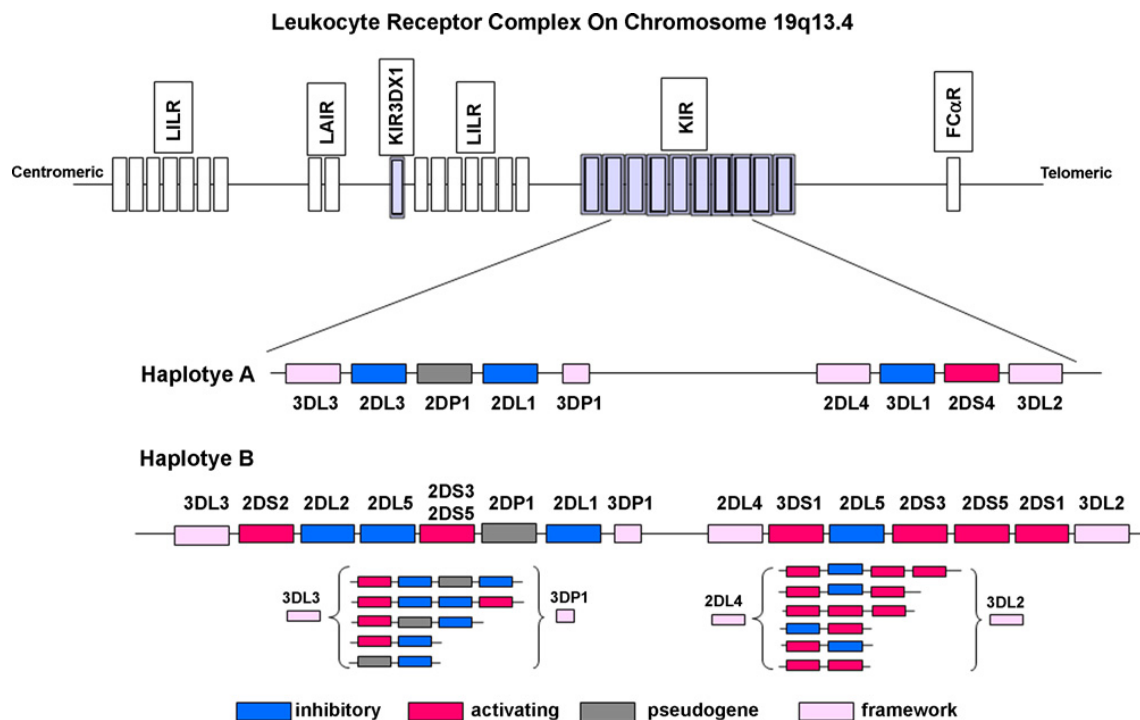 Leukocyte Receptor Complex On Chromosome 19q13.4
LILR
LAIR
KIR3DX1
LILR
KIR
FCαR
Centromeric
Telomeric
Haplotye A
3DL3 2DL3 2DP1 2DL1 3DP1 2DL4 3DL1 2DS4 3DL2
Haplotye B
3DL3 2DS2 2DL2 2DL5 2DS3 2DP1 2DL1 3DP1 2DL4 3DS1 2DL5 2DS3 2DS5 2DS1 3DL2
2DS5
3DL3 3DP1 2DL4 3DL2
inhibitory activating pseudogene framework